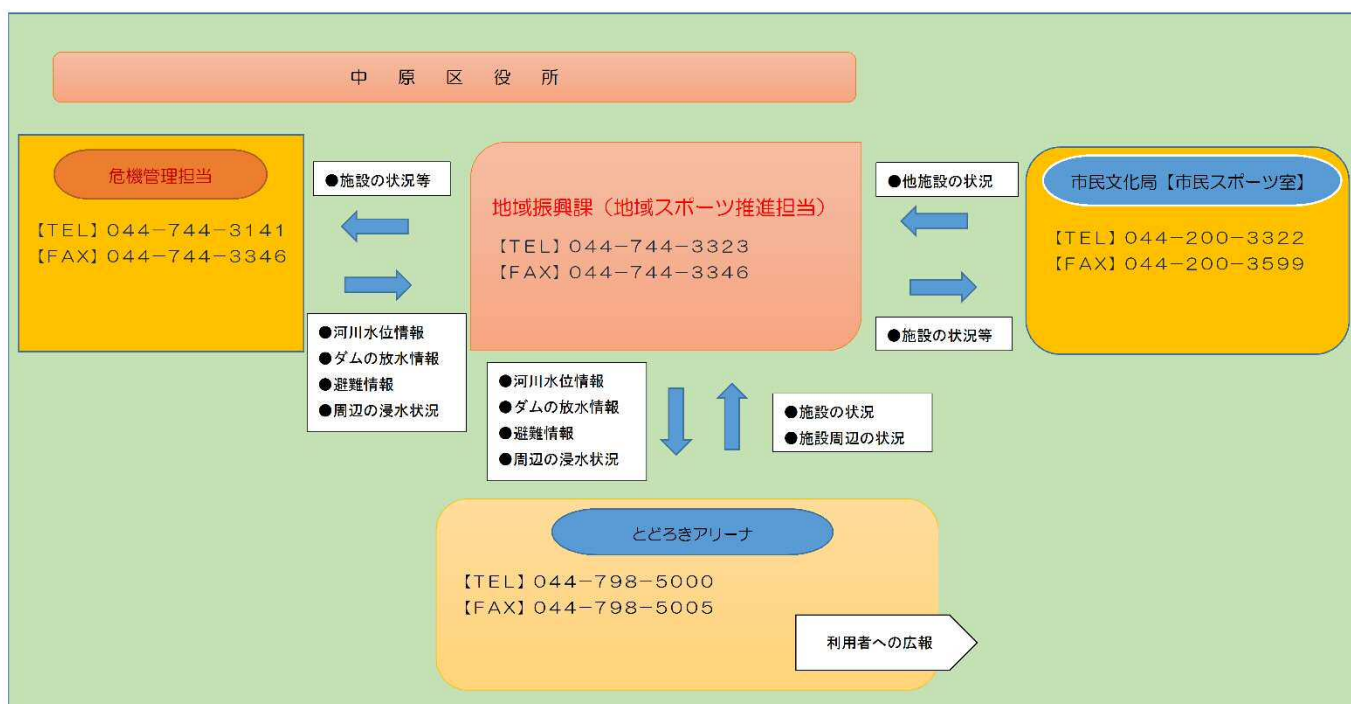 中　原　区　役　所
危機管理担当
【TEL】０４４－７４４－３１４１
【FAX】０４４－７４４－３３４６
●施設の状況等
●河川水位情報
●ダムの放水情報
●避難情報
●周辺の浸水状況
地域振興課（地域スポーツ推進担当）
【TEL】０４４－７４４－３３２３
【FAX】０４４－７４４－３３４６
●他施設の状況
●施設の状況等
市民文化局【市民スポーツ室】
【TEL】０４４－２００－３３２２
【FAX】０４４－２００－３５９９
●河川水位情報
●ダムの放水情報
●避難情報
●周辺の浸水状況
●施設の状況
●施設周辺の状況
とどろきアリーナ
【TEL】０４４－７９８－５０００
【FAX】０４４－７９８－５００５
利用者への広報